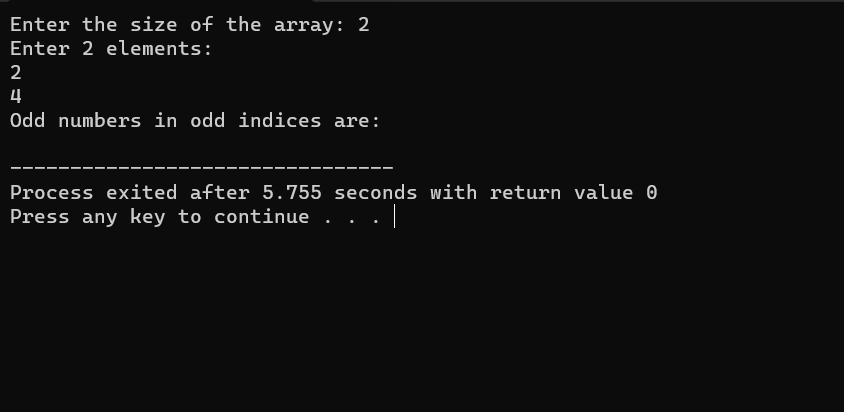 Enter the size of the array: 2
Enter 2 elements:
2
4
Odd numbers in odd indices are:
--------------------------------
Process exited after 5.755 seconds with return value 0
Press any key to continue . . .